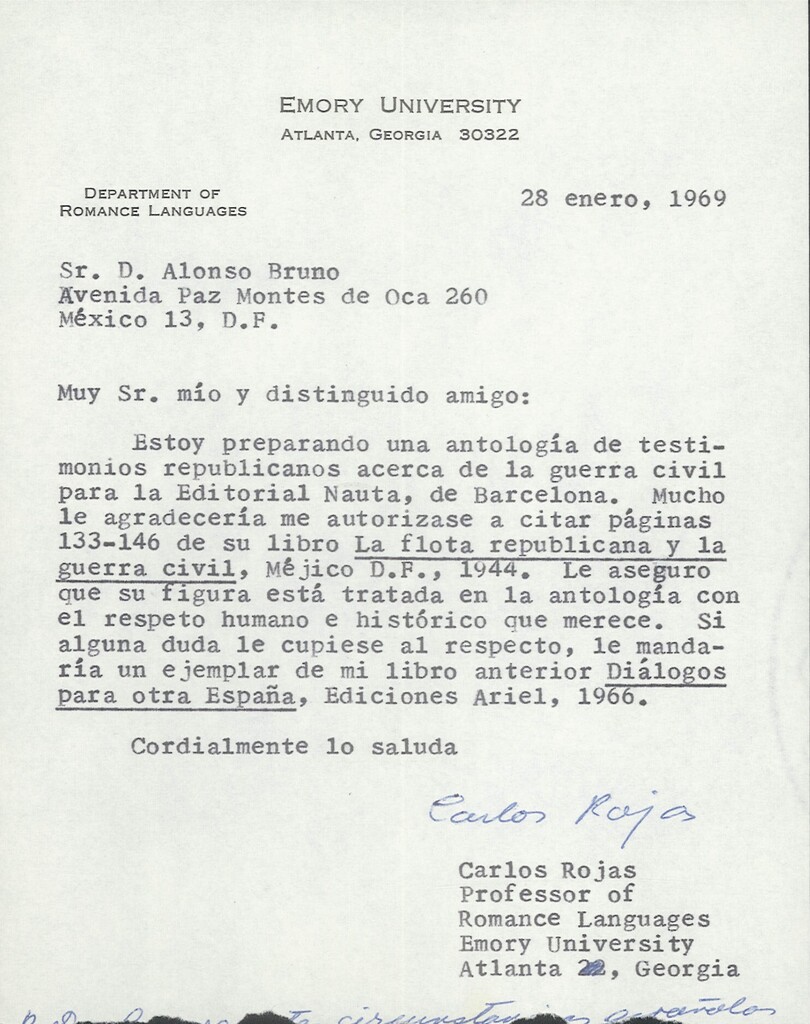 EMORY UNIVERSITY
ATLANTA, GEORGIA 30322
DEPARTMENT OF
ROMANCE LANGUAGES
28 enero, 1969
Sr. D. Alonso Bruno
Avenida Paz Montes de Oca 260
México 13, D.F.
Muy Sr. mío y distinguido amigo:
Estoy preparando una antología de testi-
monios republicanos acerca de la guerra civil
para la Editorial Nauta, de Barcelona. Mucho
le agradecería me autorizase a citar páginas
133-146 de su libro La flota republicana y la
guerra civil, Méjico D.F., 1944. Le aseguro
que su figura está tratada en la antología con
el respeto humano e histórico que merece. Si
alguna duda le cupiese al respecto, le manda-
ría un ejemplar de mi libro anterior Diálogos
para otra España, Ediciones Ariel, 1966.
Cordialmente lo saluda
Carlos Rojas
Carlos Rojas
Professor of
Romance Languages
Emory University
Atlanta 22, Georgia
circunstancias españolas